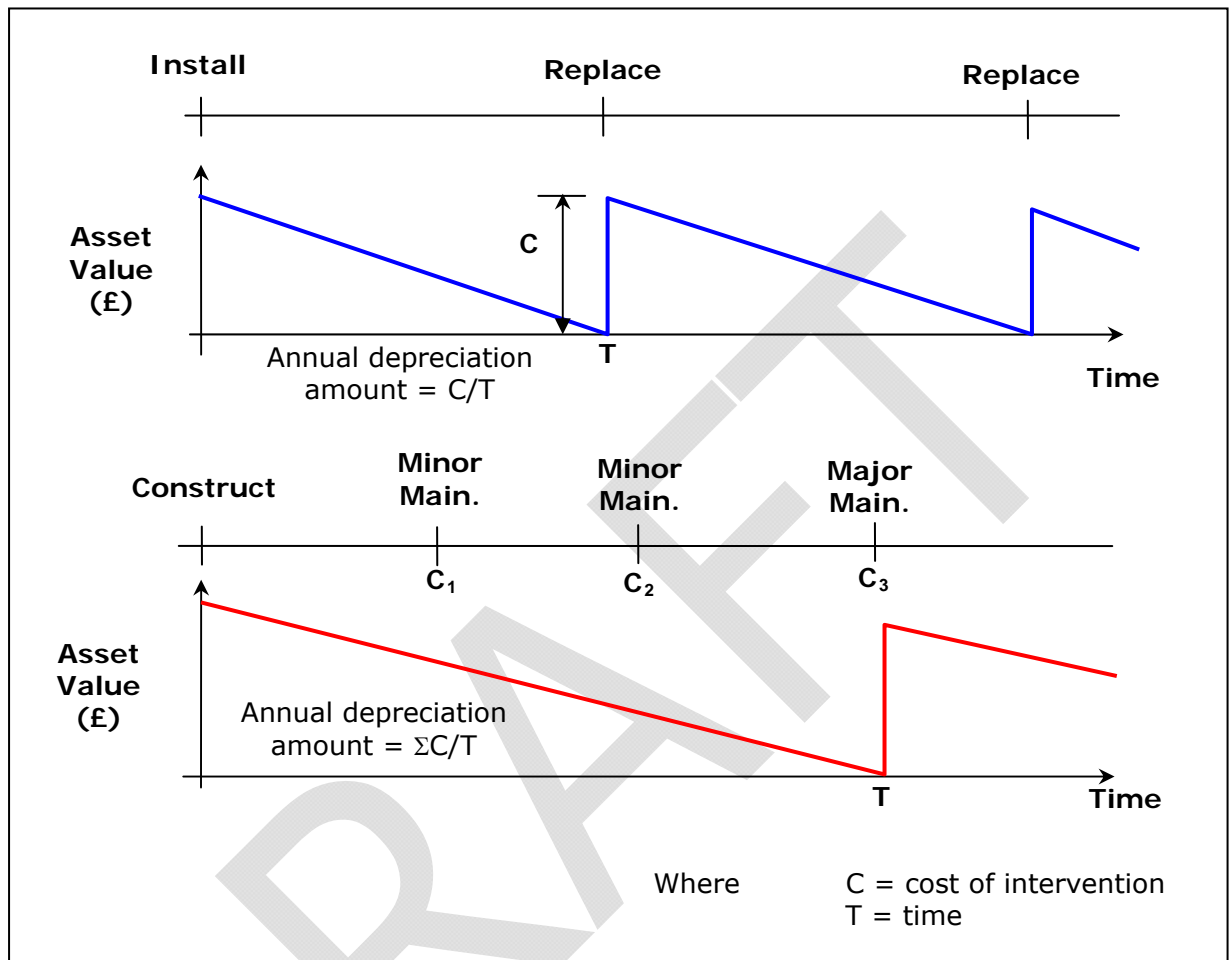 Install
Replace
Replace
Asset
Value
(£)
C
T
Time
Annual depreciation
amount = C/T
Construct
Minor
Main.
Minor
Main.
Major
Main.
C₁
C₂
C₃
Asset
Value
(£)
Annual depreciation
amount = ΣC/T
T
Time
Where C = cost of intervention
T = time
DRAFT